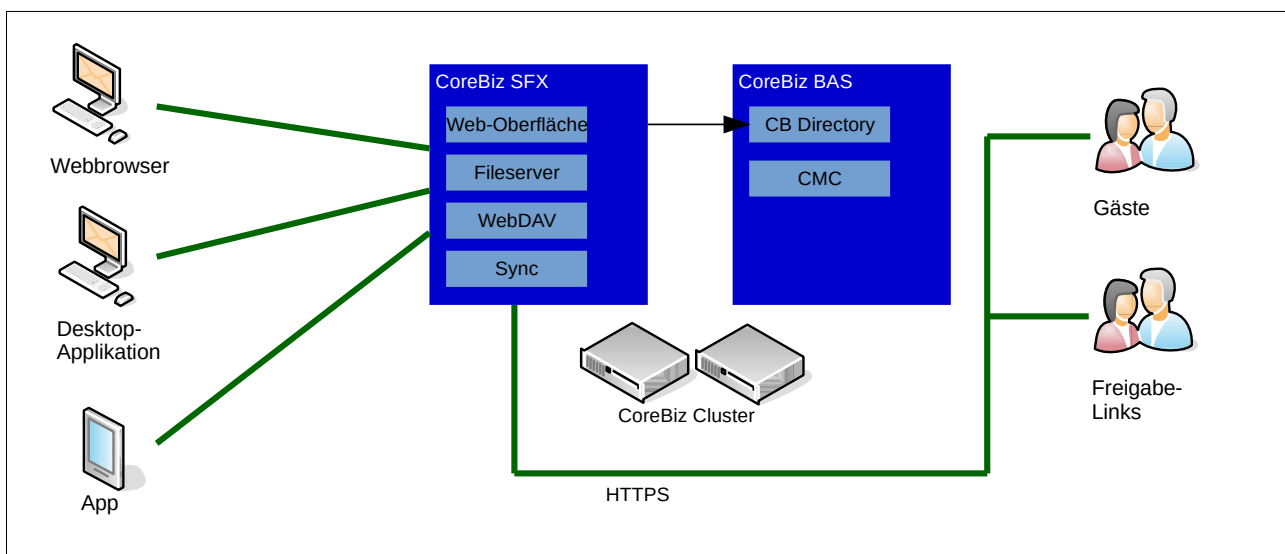 Webbrowser
Desktop-
Applikation
App
CoreBiz SFX
Web-Oberfläche
Fileserver
WebDAV
Sync
CoreBiz BAS
CB Directory
CMC
CoreBiz Cluster
HTTPS
Gäste
Freigabe-
Links